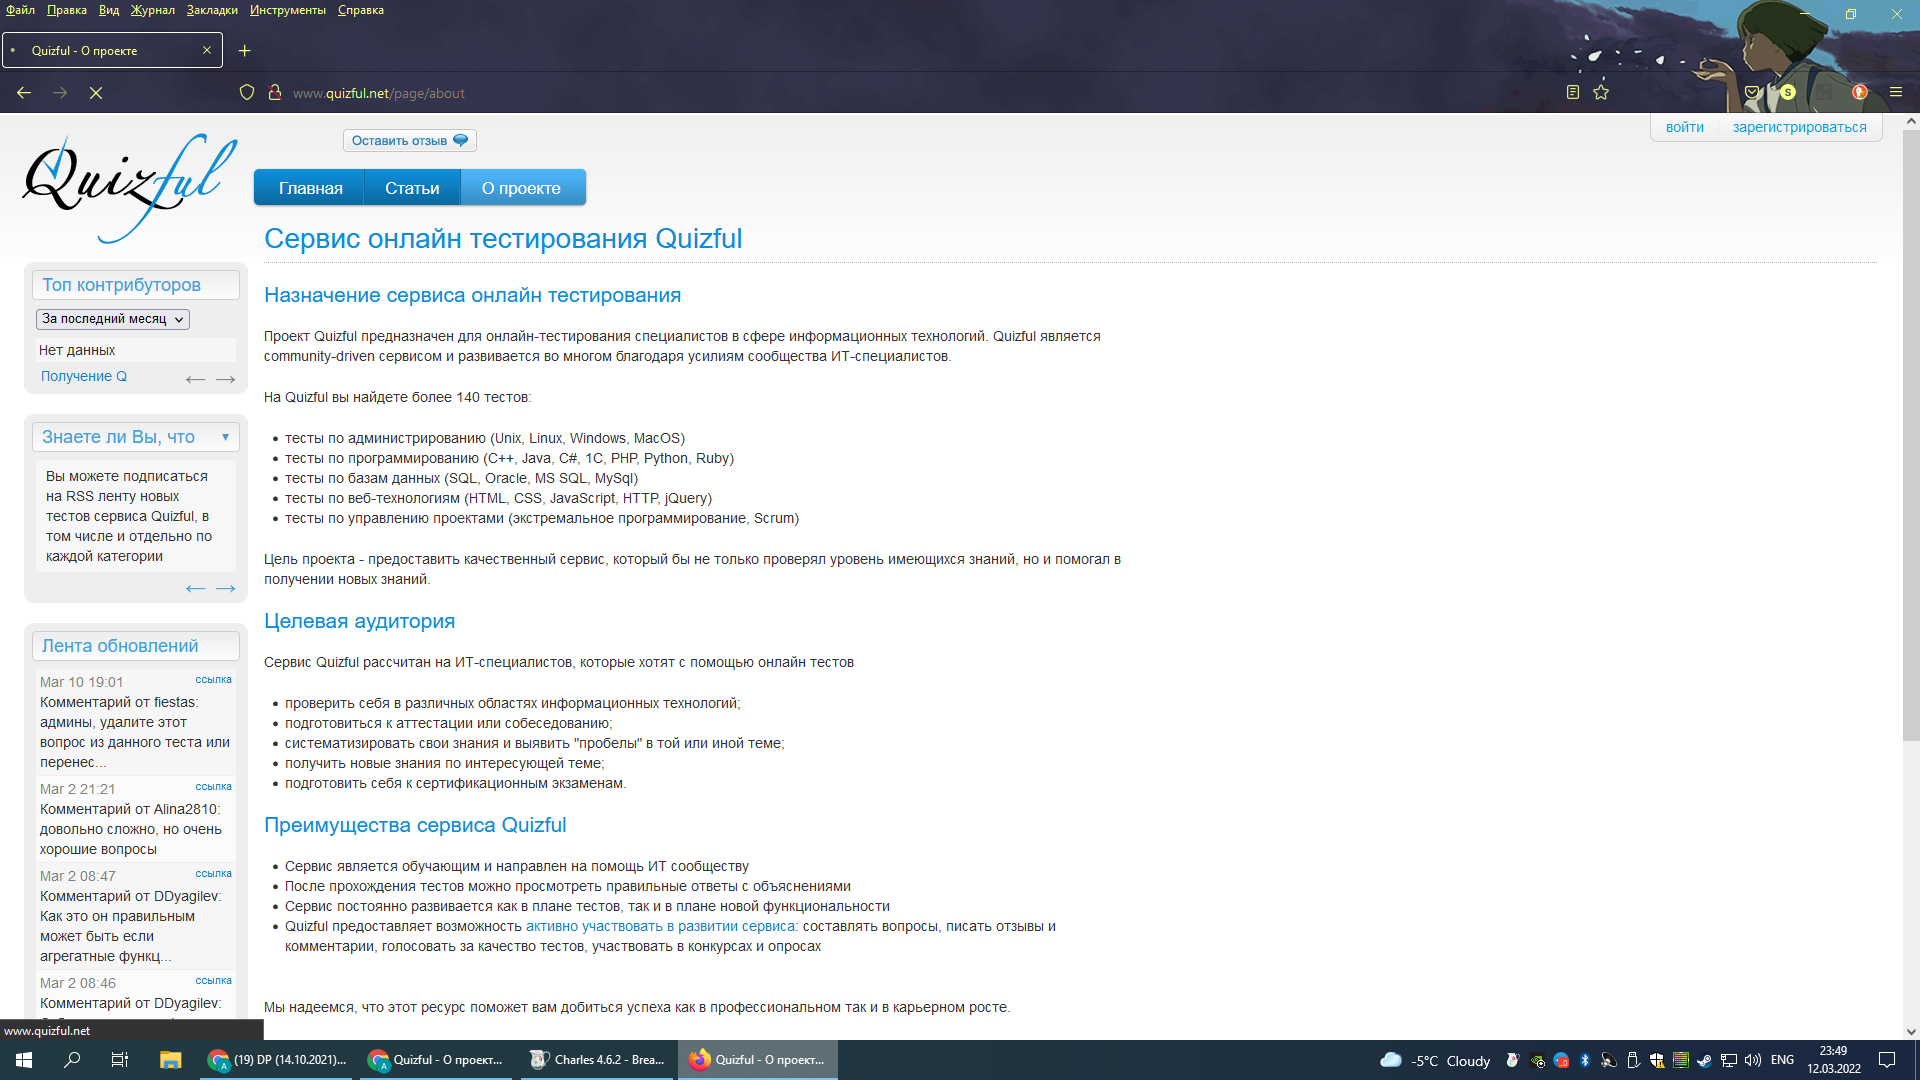 Файл Правка Вид Журнал Закладки Инструменты Справка
Quizful - О проекте
www.quizful.net/page/about
S
войти зарегистрироваться
Quizful
Оставить отзыв
Главная Статьи О проекте
Сервис онлайн тестирования Quizful
Топ контрибуторов
За последний месяц
Нет данных
Получение Q
Знаете ли Вы, что
Вы можете подписаться
на RSS ленту новых
тестов сервиса Quizful, в
том числе и отдельно по
каждой категории
Лента обновлений
Mar 10 19:01 ссылка
Комментарий от fiestas:
админы, удалите этот
вопрос из данного теста или
перенес...
Mar 2 21:21 ссылка
Комментарий от Alina2810:
довольно сложно, но очень
хорошие вопросы
Mar 2 08:47 ссылка
Комментарий от DDyagilev:
Как это он правильным
может быть если
агрегатные функц...
Mar 2 08:46 ссылка
Комментарий от DDyagilev:
Назначение сервиса онлайн тестирования
Проект Quizful предназначен для онлайн-тестирования специалистов в сфере информационных технологий. Quizful является
community-driven сервисом и развивается во многом благодаря усилиям сообщества ИТ-специалистов.
На Quizful вы найдете более 140 тестов:
тесты по администрированию (Unix, Linux, Windows, MacOS)
тесты по программированию (C++, Java, C#, 1C, PHP, Python, Ruby)
тесты по базам данных (SQL, Oracle, MS SQL, MySql)
тесты по веб-технологиям (HTML, CSS, JavaScript, HTTP, jQuery)
тесты по управлению проектами (экстремальное программирование, Scrum)
Цель проекта - предоставить качественный сервис, который бы не только проверял уровень имеющихся знаний, но и помогал в
получении новых знаний.
Целевая аудитория
Сервис Quizful рассчитан на ИТ-специалистов, которые хотят с помощью онлайн тестов
проверить себя в различных областях информационных технологий;
подготовиться к аттестации или собеседованию;
систематизировать свои знания и выявить "пробелы" в той или иной теме;
получить новые знания по интересующей теме;
подготовить себя к сертификационным экзаменам.
Преимущества сервиса Quizful
Сервис является обучающим и направлен на помощь ИТ сообществу
После прохождения тестов можно просмотреть правильные ответы с объяснениями
Сервис постоянно развивается как в плане тестов, так и в плане новой функциональности
Quizful предоставляет возможность активно участвовать в развитии сервиса: составлять вопросы, писать отзывы и
комментарии, голосовать за качество тестов, участвовать в конкурсах и опросах
Мы надеемся, что этот ресурс поможет вам добиться успеха как в профессиональном так и в карьерном росте.
www.quizful.net
(19) DP (14.10.2021)...
Quizful - О проект...
Charles 4.6.2 - Brea...
Quizful - О проект...
-5°C Cloudy
ENG
23:49
12.03.2022